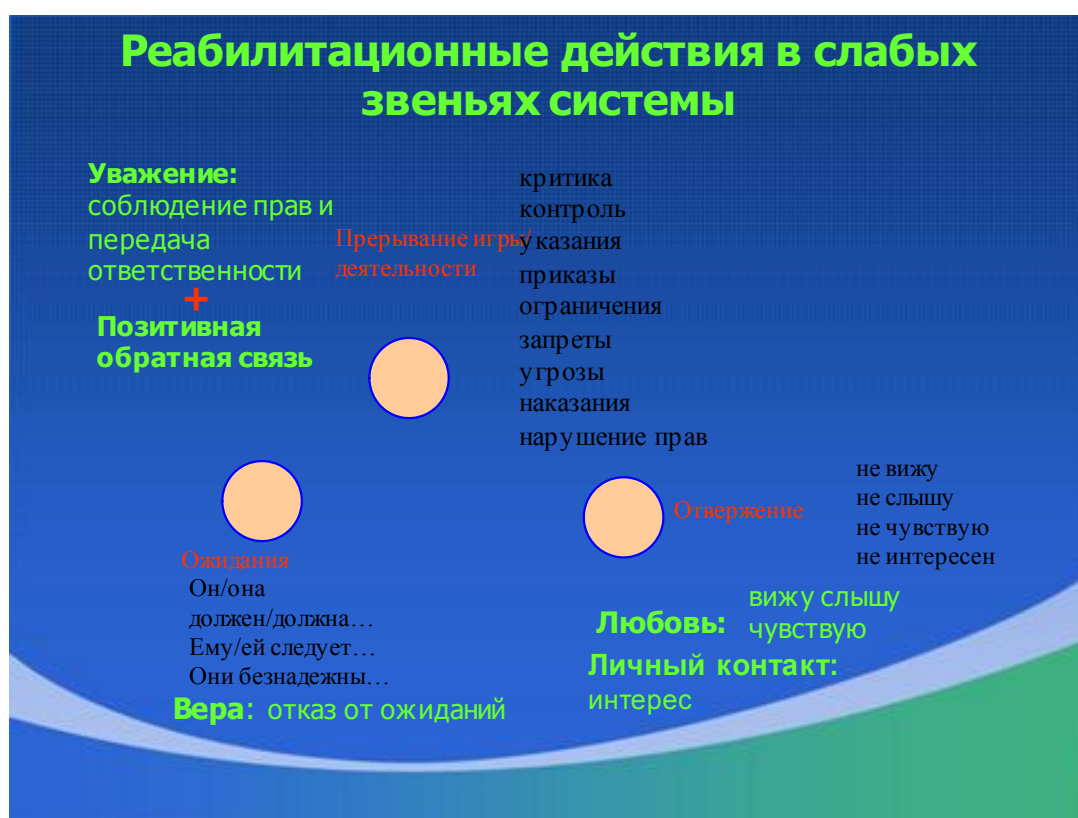 Реабилитационные действия в слабых
звеньях системы
Уважение:
соблюдение прав и
передача
ответственности
+
Позитивная
обратная связь
Прерывание игры/
деятельности
критика
контроль
указания
приказы
ограничения
запреты
угрозы
наказания
нарушение прав
Отвержение
не вижу
не слышу
не чувствую
не интересен
Ожидания
Он/она
должен/должна…
Ему/ей следует…
Они безнадежны…
Вера: отказ от ожиданий
Любовь: вижу слышу
чувствую
Личный контакт:
интерес